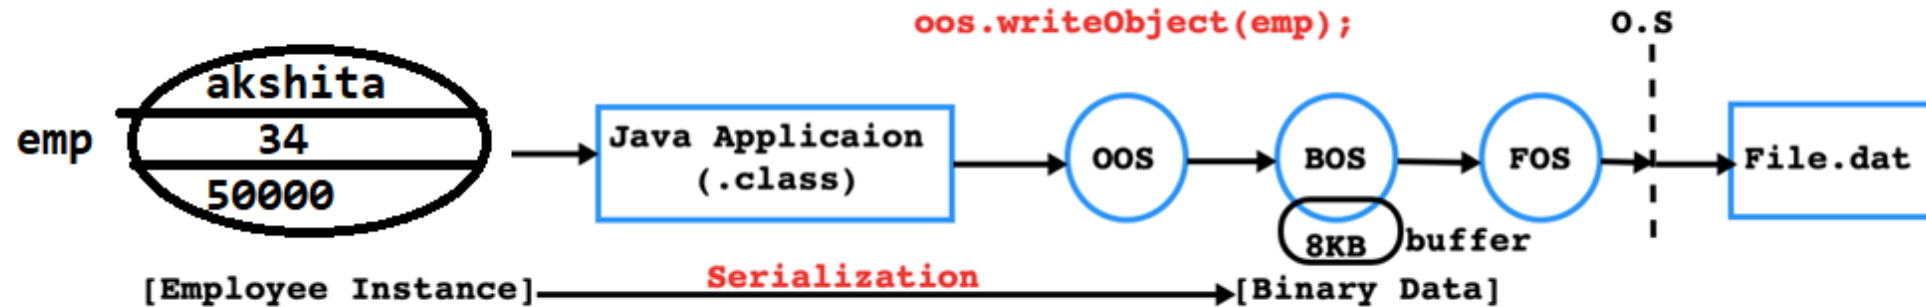 oos.writeObject(emp);
O.S
akshita
emp
34
50000
Java Applicaion
(.class)
OOS
BOS
FOS
File.dat
8KB
buffer
[Employee Instance]
Serialization
[Binary Data]